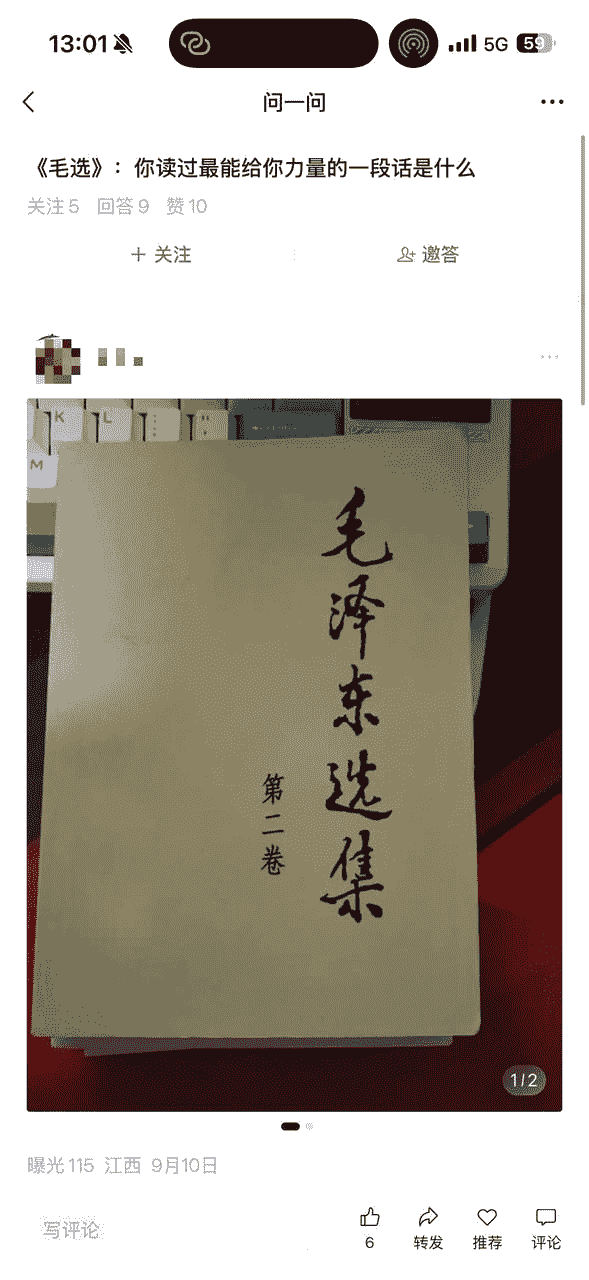 13:01 5G 59
问一问
《毛选》：你读过最能给你力量的一段话是什么
关注 5 回答 9 赞 10
关注 邀答
K L : ; " '
M
毛泽东选集
第二卷
1/2
曝光 115 江西 9月10日
写评论 6 转发 推荐 评论